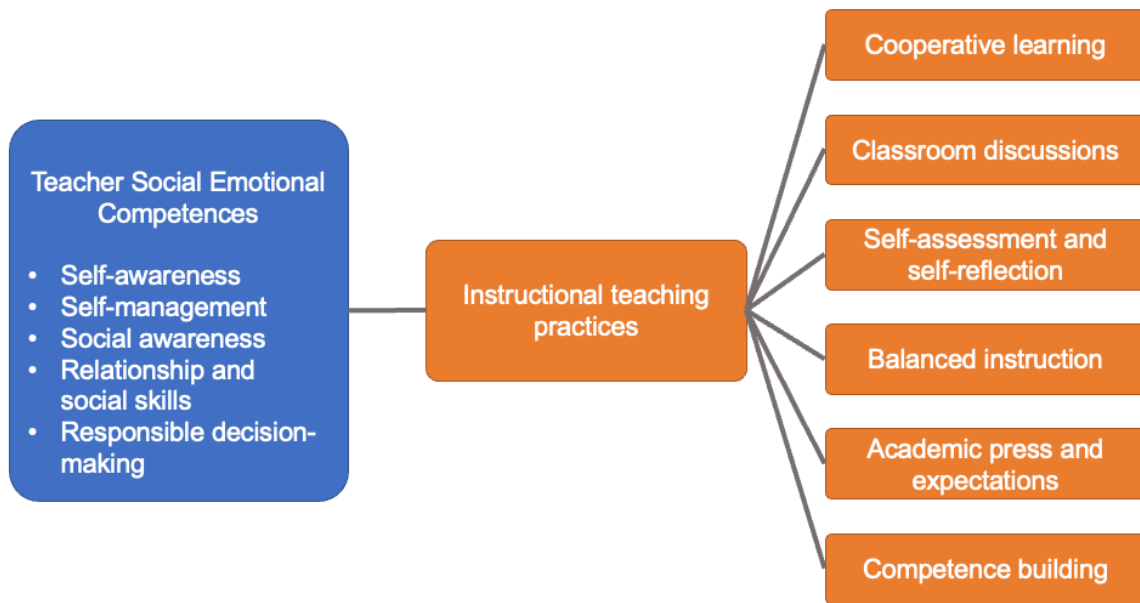 Teacher Social Emotional
Competences
• Self-awareness
• Self-management
• Social awareness
• Relationship and
social skills
• Responsible decision-
making
Instructional teaching
practices
Cooperative learning
Classroom discussions
Self-assessment and
self-reflection
Balanced instruction
Academic press and
expectations
Competence building